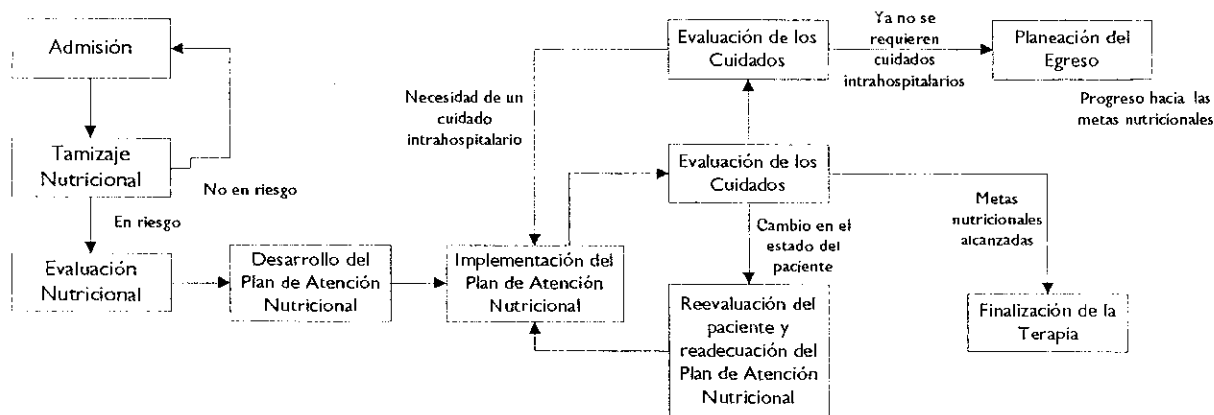 Admisión
Tamizaje
Nutricional
No en riesgo
En riesgo
Evaluación
Nutricional
Desarrollo del
Plan de Atención
Nutricional
Implementación del
Plan de Atención
Nutricional
Necesidad de un
cuidado
intrahospitalario
Evaluación de los
Cuidados
Ya no se
requieren
cuidados
intrahospitalarios
Planeación del
Egreso
Progreso hacia las
metas nutricionales
Evaluación de los
Cuidados
Cambio en el
estado del
paciente
Metas
nutricionales
alcanzadas
Reevaluación del
paciente y
readecuación del
Plan de Atención
Nutricional
Finalización de la
Terapia